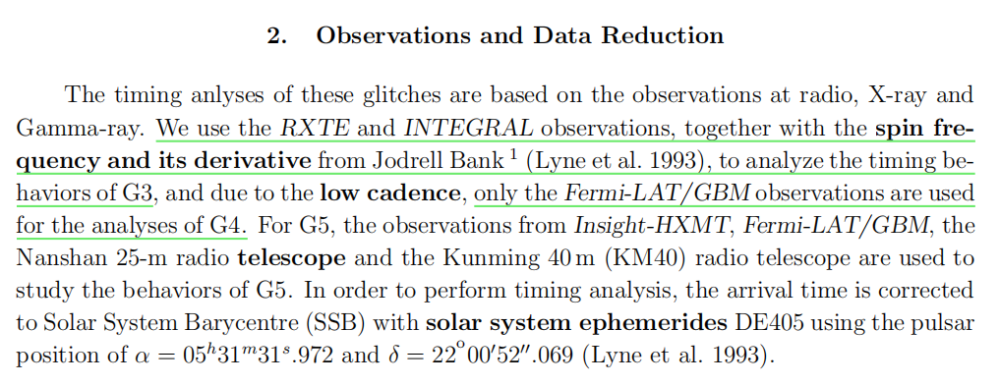 2. Observations and Data Reduction
The timing anlyses of these glitches are based on the observations at radio, X-ray and
Gamma-ray. We use the RXTE and INTEGRAL observations, together with the spin fre-
quency and its derivative from Jodrell Bank 1 (Lyne et al. 1993), to analyze the timing be-
haviors of G3, and due to the low cadence, only the Fermi-LAT/GBM observations are used
for the analyses of G4. For G5, the observations from Insight-HXMT, Fermi-LAT/GBM, the
Nanshan 25-m radio telescope and the Kunming 40 m (KM40) radio telescope are used to
study the behaviors of G5. In order to perform timing analysis, the arrival time is corrected
to Solar System Barycentre (SSB) with solar system ephemerides DE405 using the pulsar
position of α = 05h31m31s.972 and δ = 22°00′52″.069 (Lyne et al. 1993).